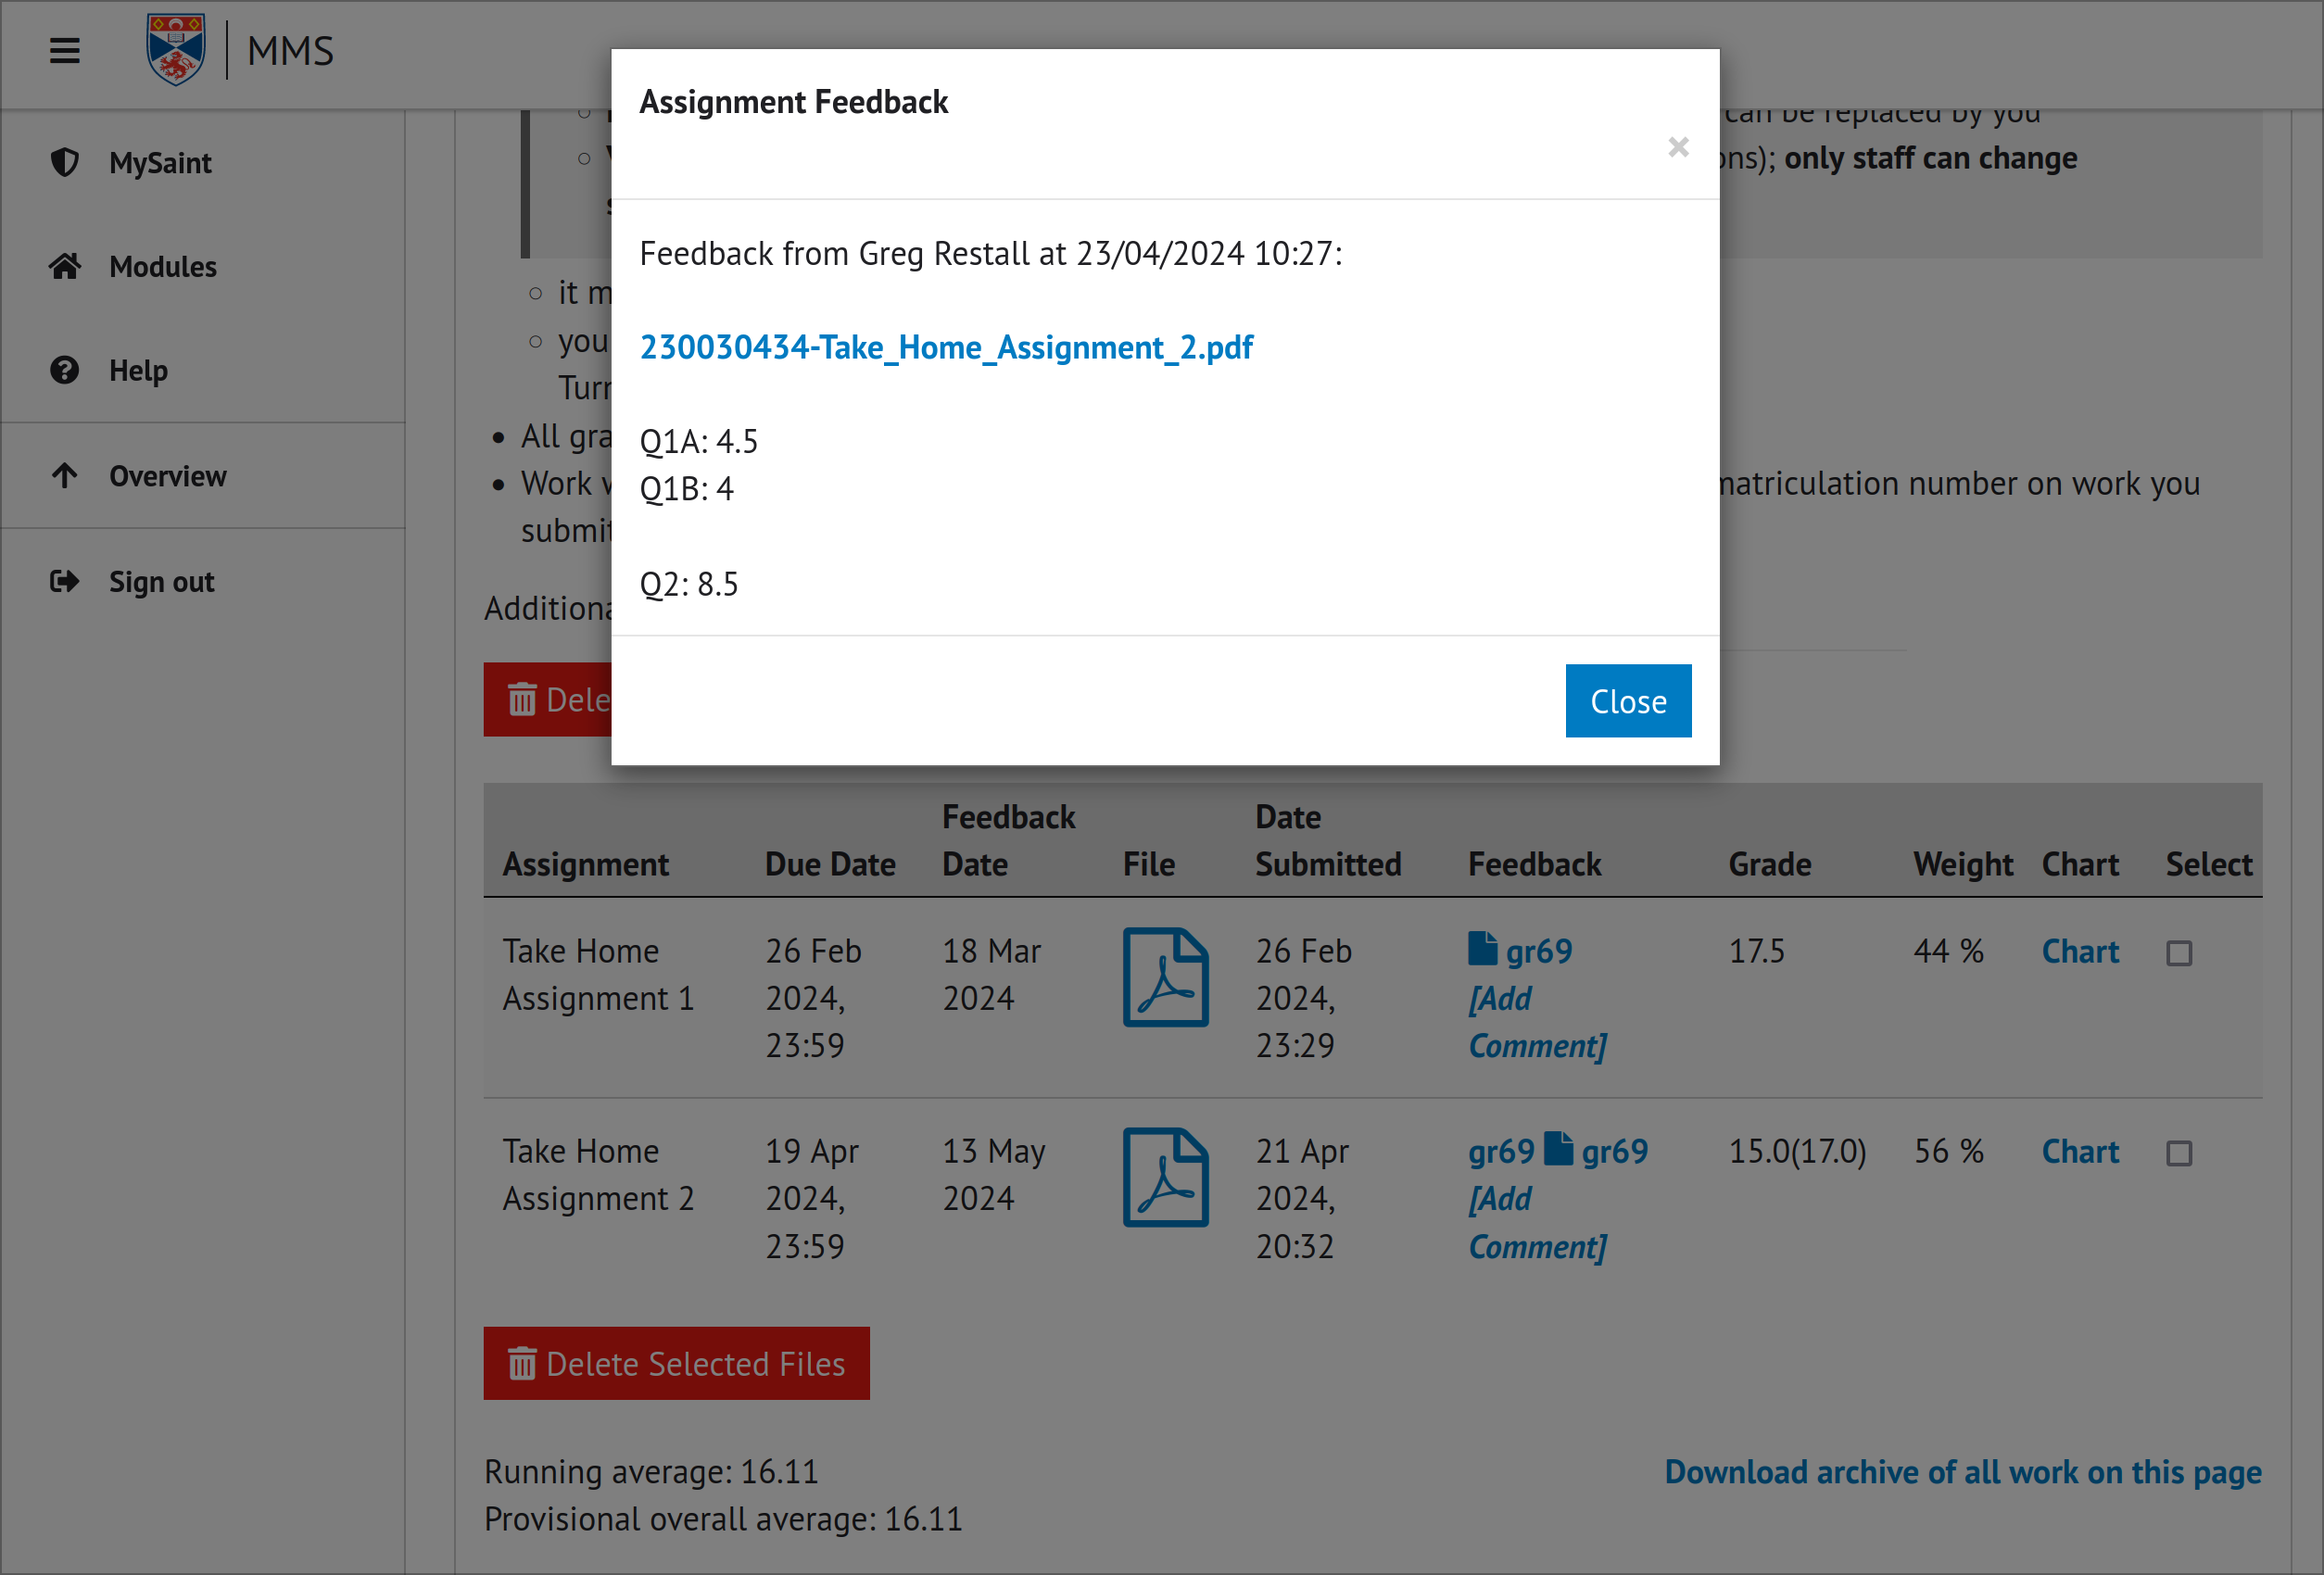 MMS
MySaint
Modules
Help
Overview
Sign out
Assignment Feedback
×
Feedback from Greg Restall at 23/04/2024 10:27:
230030434-Take_Home_Assignment_2.pdf
Q1A: 4.5
Q1B: 4
Q2: 8.5
Close
can be replaced by you
only staff can change
it
you
All
Work
matriculation number on work you
Assignment Due Date Feedback Date File Date Submitted Feedback Grade Weight Chart Select
Take Home Assignment 1 26 Feb 2024, 23:59 18 Mar 2024 26 Feb 2024, 23:29 gr69 [Add Comment] 17.5 44 % Chart
Take Home Assignment 2 19 Apr 2024, 23:59 13 May 2024 21 Apr 2024, 20:32 gr69 gr69 [Add Comment] 15.0(17.0) 56 % Chart
Delete Selected Files
Running average: 16.11
Download archive of all work on this page
Provisional overall average: 16.11